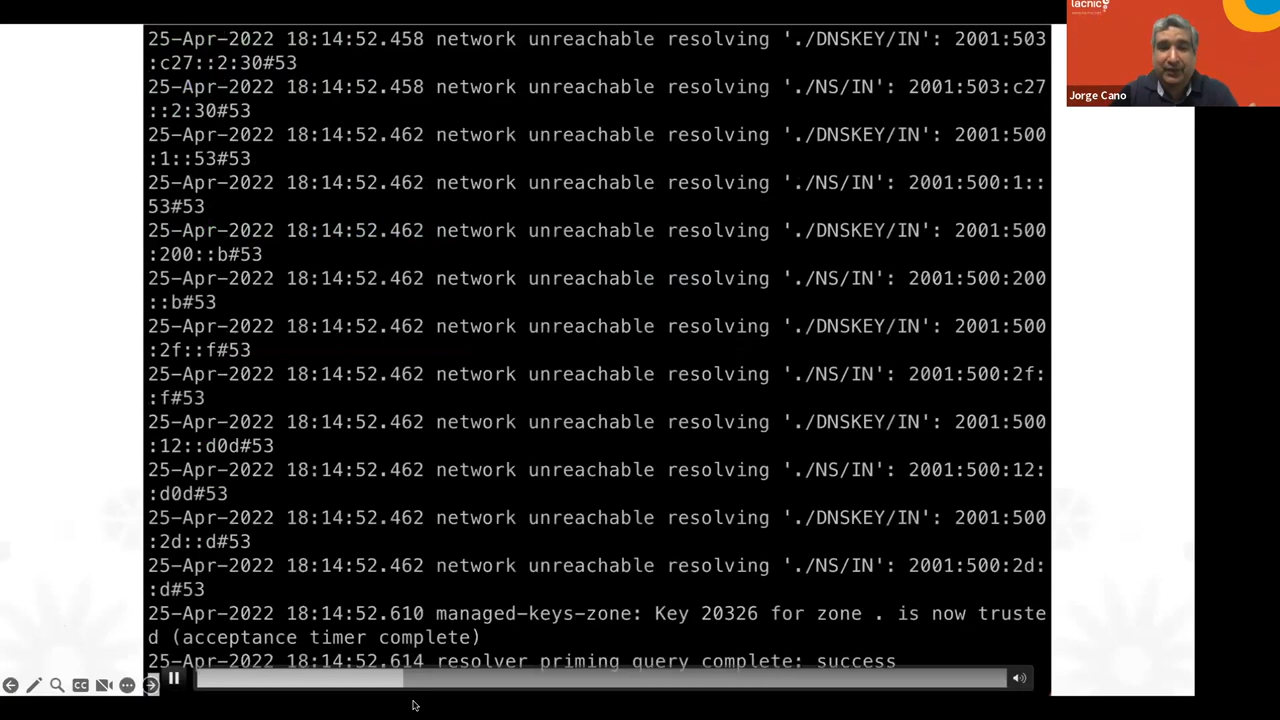 25-Apr-2022 18:14:52.458 network unreachable resolving './DNSKEY/IN': 2001:503
:c27::2:30#53
25-Apr-2022 18:14:52.458 network unreachable resolving './NS/IN': 2001:503:c27
::2:30#53
25-Apr-2022 18:14:52.462 network unreachable resolving './DNSKEY/IN': 2001:500
:1::53#53
25-Apr-2022 18:14:52.462 network unreachable resolving './NS/IN': 2001:500:1::
53#53
25-Apr-2022 18:14:52.462 network unreachable resolving './DNSKEY/IN': 2001:500
:200::b#53
25-Apr-2022 18:14:52.462 network unreachable resolving './NS/IN': 2001:500:200
::b#53
25-Apr-2022 18:14:52.462 network unreachable resolving './DNSKEY/IN': 2001:500
:2f::f#53
25-Apr-2022 18:14:52.462 network unreachable resolving './NS/IN': 2001:500:2f:
:f#53
25-Apr-2022 18:14:52.462 network unreachable resolving './DNSKEY/IN': 2001:500
:12::d0d#53
25-Apr-2022 18:14:52.462 network unreachable resolving './NS/IN': 2001:500:12:
:d0d#53
25-Apr-2022 18:14:52.462 network unreachable resolving './DNSKEY/IN': 2001:500
:2d::d#53
25-Apr-2022 18:14:52.462 network unreachable resolving './NS/IN': 2001:500:2d:
:d#53
25-Apr-2022 18:14:52.610 managed-keys-zone: Key 20326 for zone . is now truste
d (acceptance timer complete)
25-Apr-2022 18:14:52.614 resolver priming query complete: success
lacnic
Jorge Cano
CC